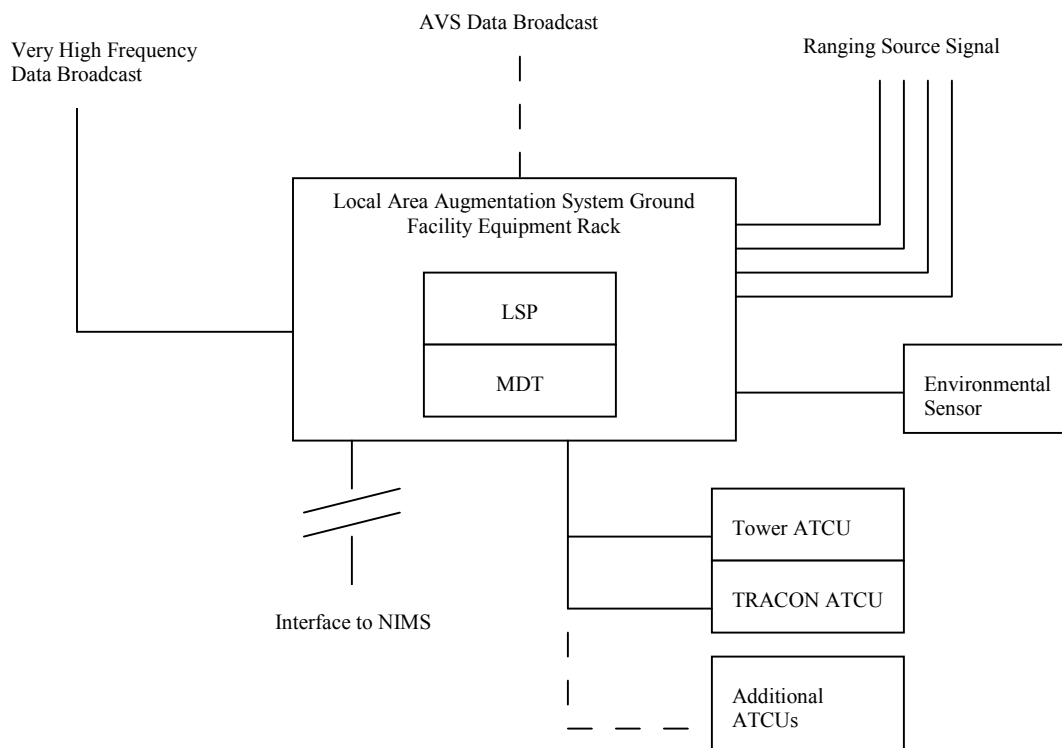 AVS Data Broadcast
Very High Frequency
Data Broadcast
Ranging Source Signal
Local Area Augmentation System Ground
Facility Equipment Rack
LSP
MDT
Environmental
Sensor
Tower ATCU
TRACON ATCU
Interface to NIMS
Additional
ATCUs